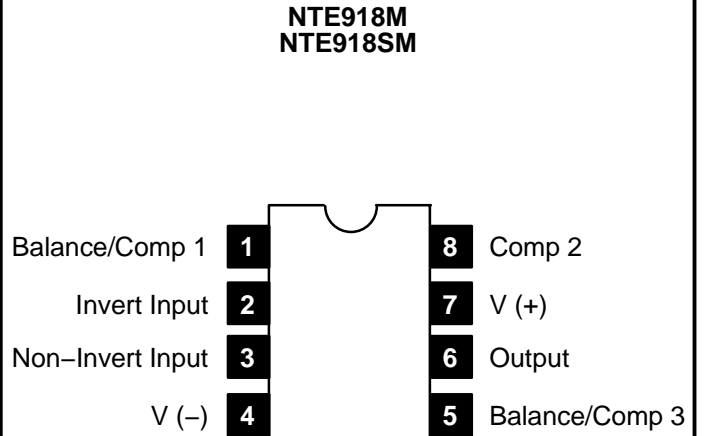 NTE918M
NTE918SM
Balance/Comp 1 1 8 Comp 2
Invert Input 2 7 V (+)
Non−Invert Input 3 6 Output
V (−) 4 5 Balance/Comp 3